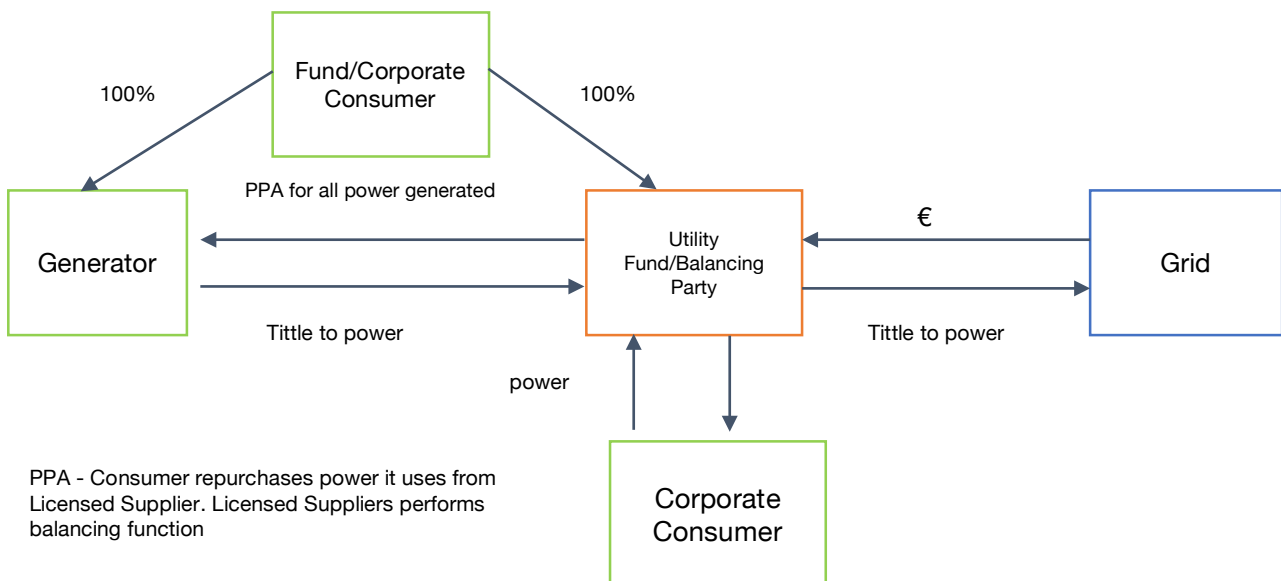 Fund/Corporate
Consumer
100%
100%
PPA for all power generated
€
Generator
Utility
Fund/Balancing
Party
Grid
Tittle to power
Tittle to power
power
PPA - Consumer repurchases power it uses from
Licensed Supplier. Licensed Suppliers performs
balancing function
Corporate
Consumer